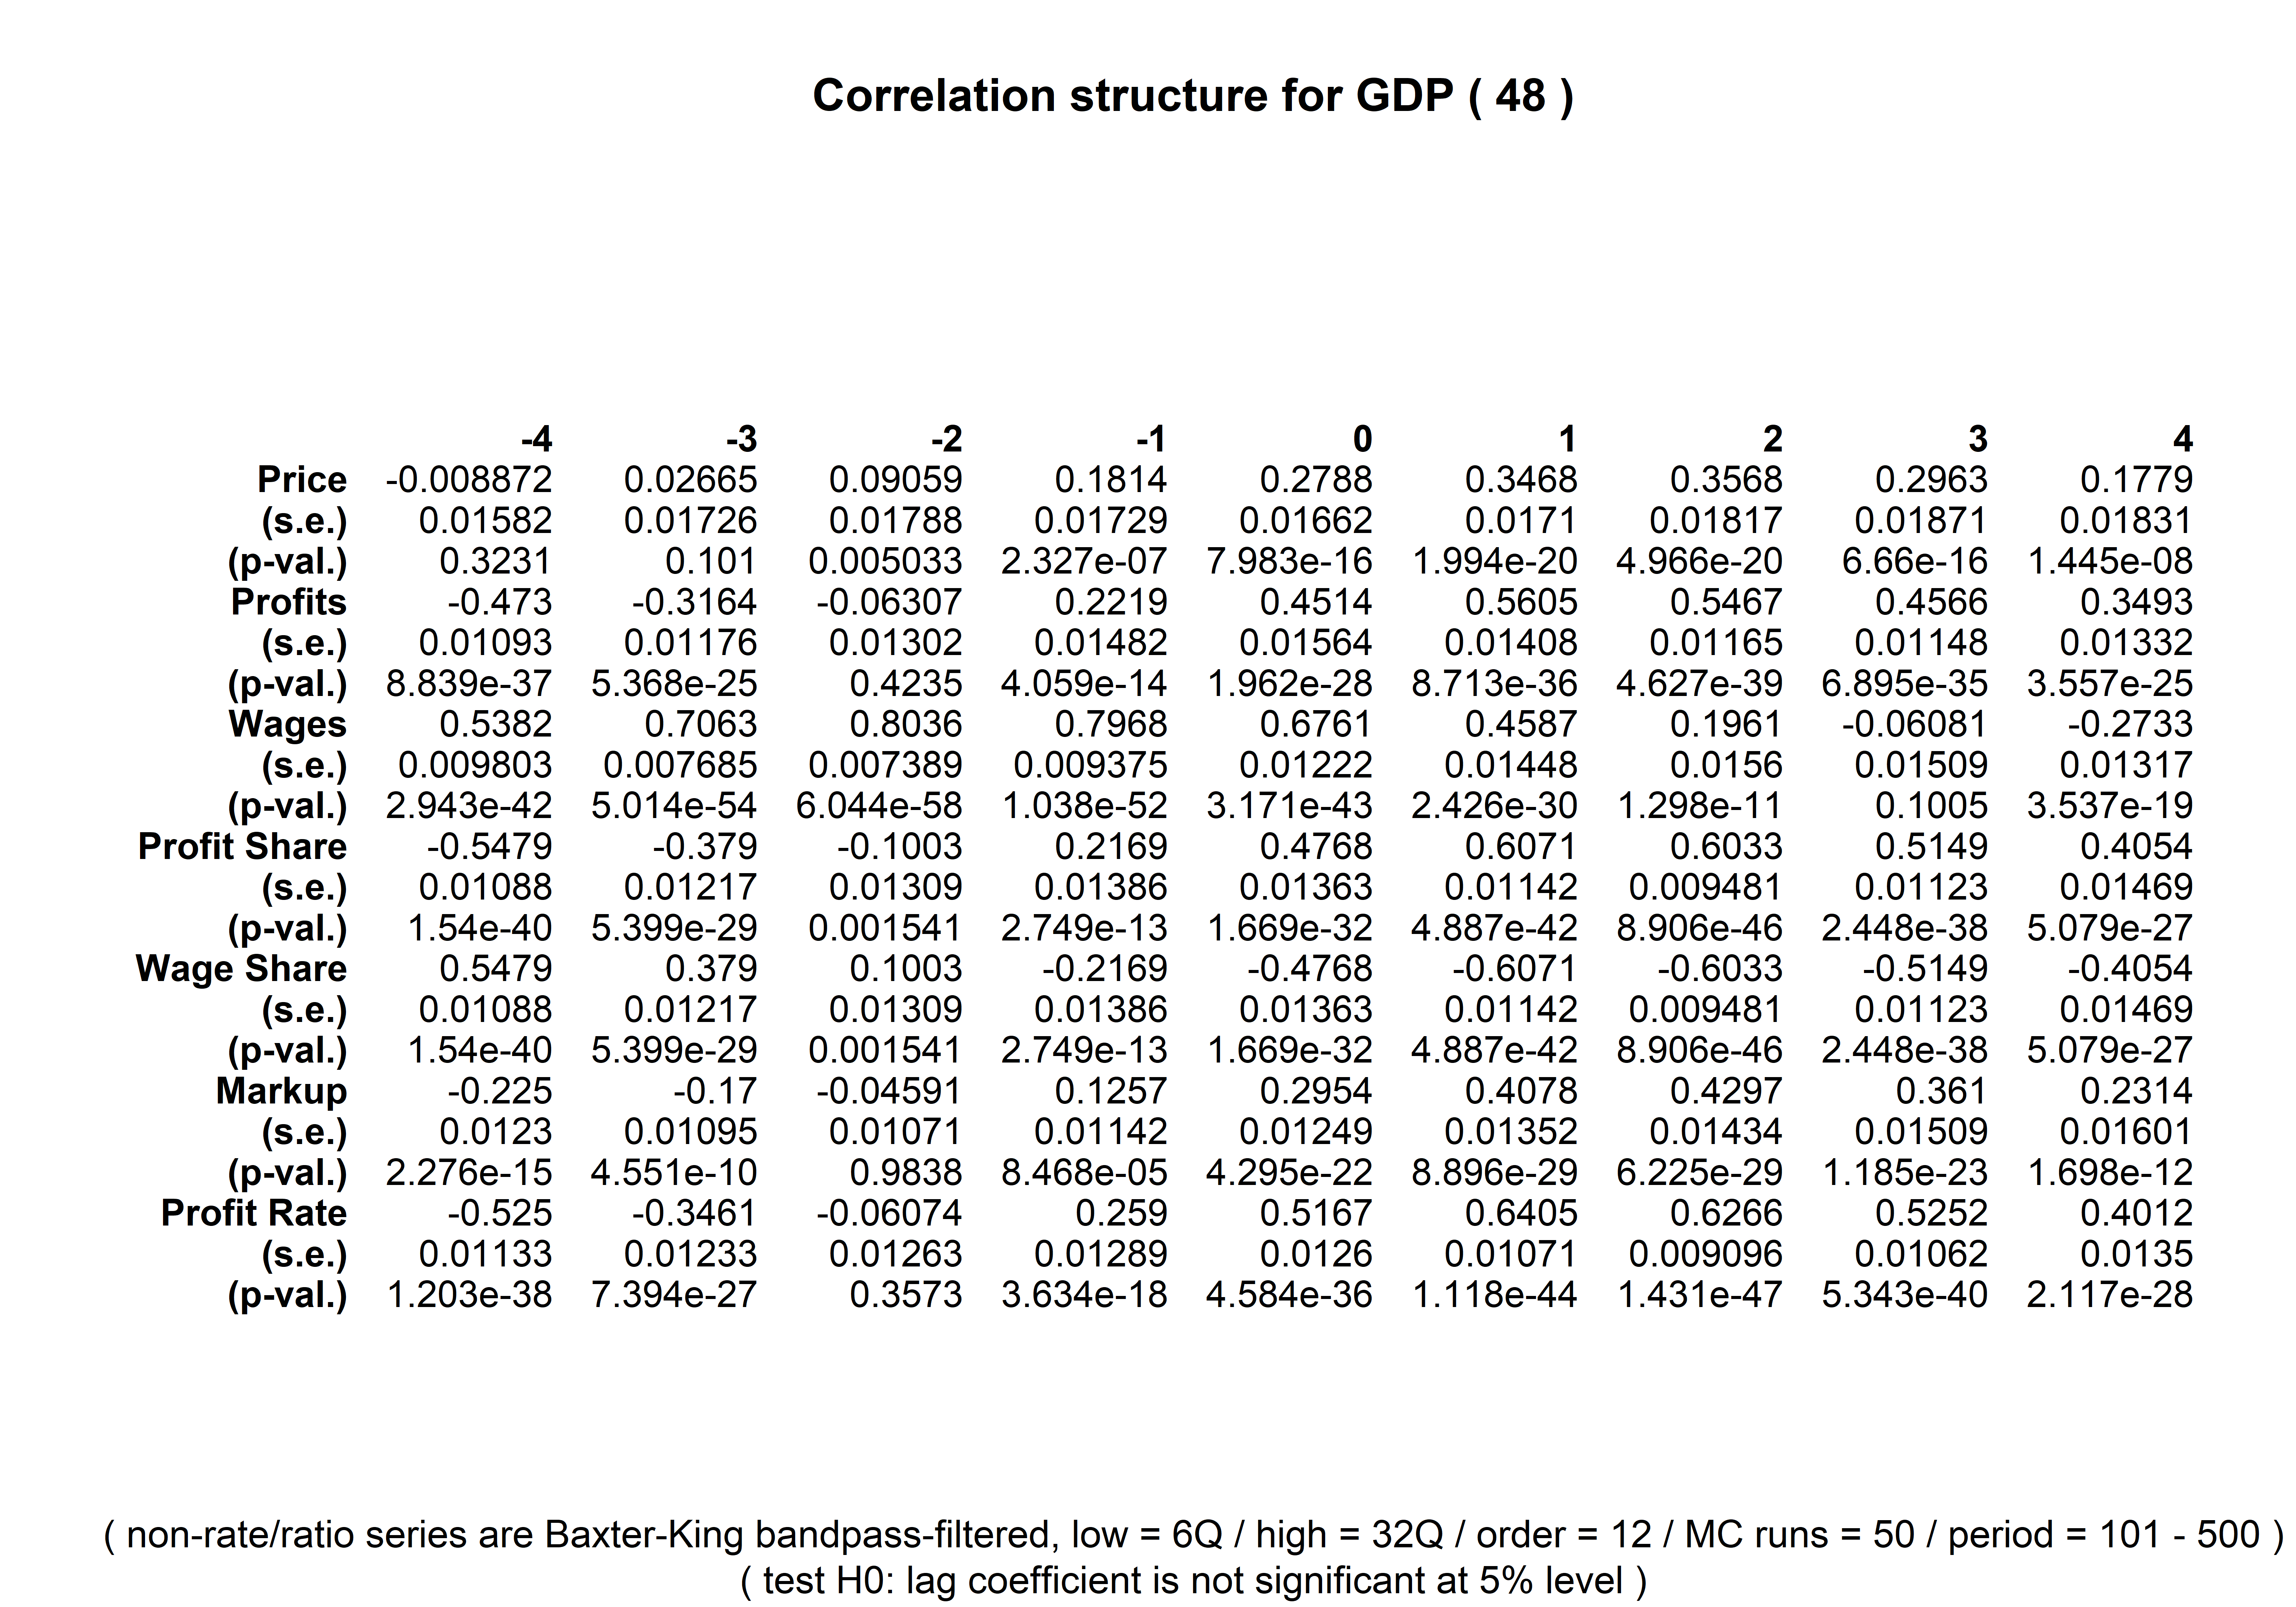 Correlation structure for GDP ( 48 )
-4 -3 -2 -1 0 1 2 3 4
Price -0.008872 0.02665 0.09059 0.1814 0.2788 0.3468 0.3568 0.2963 0.1779
(s.e.) 0.01582 0.01726 0.01788 0.01729 0.01662 0.0171 0.01817 0.01871 0.01831
(p-val.) 0.3231 0.101 0.005033 2.327e-07 7.983e-16 1.994e-20 4.966e-20 6.66e-16 1.445e-08
Profits -0.473 -0.3164 -0.06307 0.2219 0.4514 0.5605 0.5467 0.4566 0.3493
(s.e.) 0.01093 0.01176 0.01302 0.01482 0.01564 0.01408 0.01165 0.01148 0.01332
(p-val.) 8.839e-37 5.368e-25 0.4235 4.059e-14 1.962e-28 8.713e-36 4.627e-39 6.895e-35 3.557e-25
Wages 0.5382 0.7063 0.8036 0.7968 0.6761 0.4587 0.1961 -0.06081 -0.2733
(s.e.) 0.009803 0.007685 0.007389 0.009375 0.01222 0.01448 0.0156 0.01509 0.01317
(p-val.) 2.943e-42 5.014e-54 6.044e-58 1.038e-52 3.171e-43 2.426e-30 1.298e-11 0.1005 3.537e-19
Profit Share -0.5479 -0.379 -0.1003 0.2169 0.4768 0.6071 0.6033 0.5149 0.4054
(s.e.) 0.01088 0.01217 0.01309 0.01386 0.01363 0.01142 0.009481 0.01123 0.01469
(p-val.) 1.54e-40 5.399e-29 0.001541 2.749e-13 1.669e-32 4.887e-42 8.906e-46 2.448e-38 5.079e-27
Wage Share 0.5479 0.379 0.1003 -0.2169 -0.4768 -0.6071 -0.6033 -0.5149 -0.4054
(s.e.) 0.01088 0.01217 0.01309 0.01386 0.01363 0.01142 0.009481 0.01123 0.01469
(p-val.) 1.54e-40 5.399e-29 0.001541 2.749e-13 1.669e-32 4.887e-42 8.906e-46 2.448e-38 5.079e-27
Markup -0.225 -0.17 -0.04591 0.1257 0.2954 0.4078 0.4297 0.361 0.2314
(s.e.) 0.0123 0.01095 0.01071 0.01142 0.01249 0.01352 0.01434 0.01509 0.01601
(p-val.) 2.276e-15 4.551e-10 0.9838 8.468e-05 4.295e-22 8.896e-29 6.225e-29 1.185e-23 1.698e-12
Profit Rate -0.525 -0.3461 -0.06074 0.259 0.5167 0.6405 0.6266 0.5252 0.4012
(s.e.) 0.01133 0.01233 0.01263 0.01289 0.0126 0.01071 0.009096 0.01062 0.0135
(p-val.) 1.203e-38 7.394e-27 0.3573 3.634e-18 4.584e-36 1.118e-44 1.431e-47 5.343e-40 2.117e-28
( non-rate/ratio series are Baxter-King bandpass-filtered, low = 6Q / high = 32Q / order = 12 / MC runs = 50 / period = 101 - 500 )
( test H0: lag coefficient is not significant at 5% level )